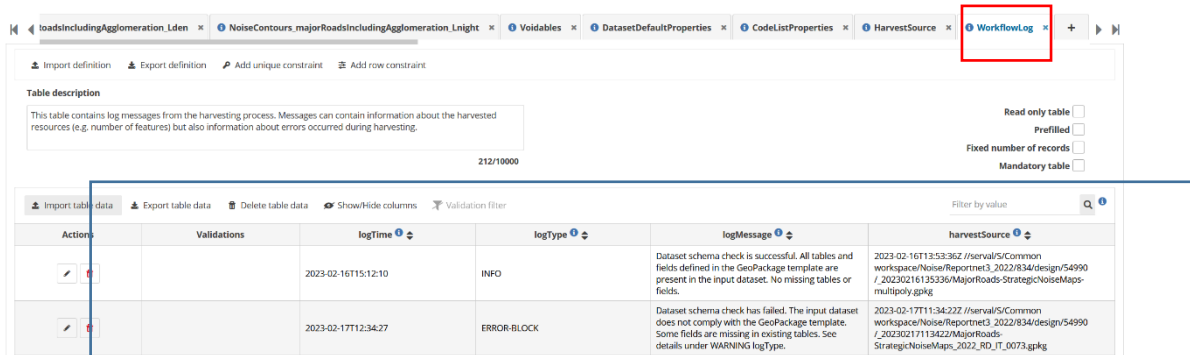 oadsIncludingAgglomeration_Lden NoiseContours_majorRoadsIncludingAgglomeration_Lnight Voidables DatasetDefaultProperties CodeListProperties HarvestSource WorkflowLog +
Import definition Export definition Add unique constraint Add row constraint
Table description
This table contains log messages from the harvesting process. Messages can contain information about the harvested
resources (e.g. number of features) but also information about errors occurred during harvesting.
212/10000
Read only table
Prefilled
Fixed number of records
Mandatory table
Import table data Export table data Delete table data Show/Hide columns Validation filter Filter by value
Actions Validations logTime logType logMessage harvestSource
2023-02-16T15:12:10 INFO
Dataset schema check is successful. All tables and
fields defined in the GeoPackage template are
present in the input dataset. No missing tables or
fields.
2023-02-16T13:53:36Z //serval/S/Common
workspace/Noise/Reportnet3_2022/834/design/54990
/_20230216135336/MajorRoads-StrategicNoiseMaps-
multipoly.gpkg
2023-02-17T12:34:27 ERROR-BLOCK
Dataset schema check has failed. The input dataset
does not comply with the GeoPackage template.
Some fields are missing in existing tables. See
details under WARNING logType.
2023-02-17T11:34:22Z //serval/S/Common
workspace/Noise/Reportnet3_2022/834/design/54990
/_20230217113422/MajorRoads-
StrategicNoiseMaps_2022_RD_IT_0073.gpkg